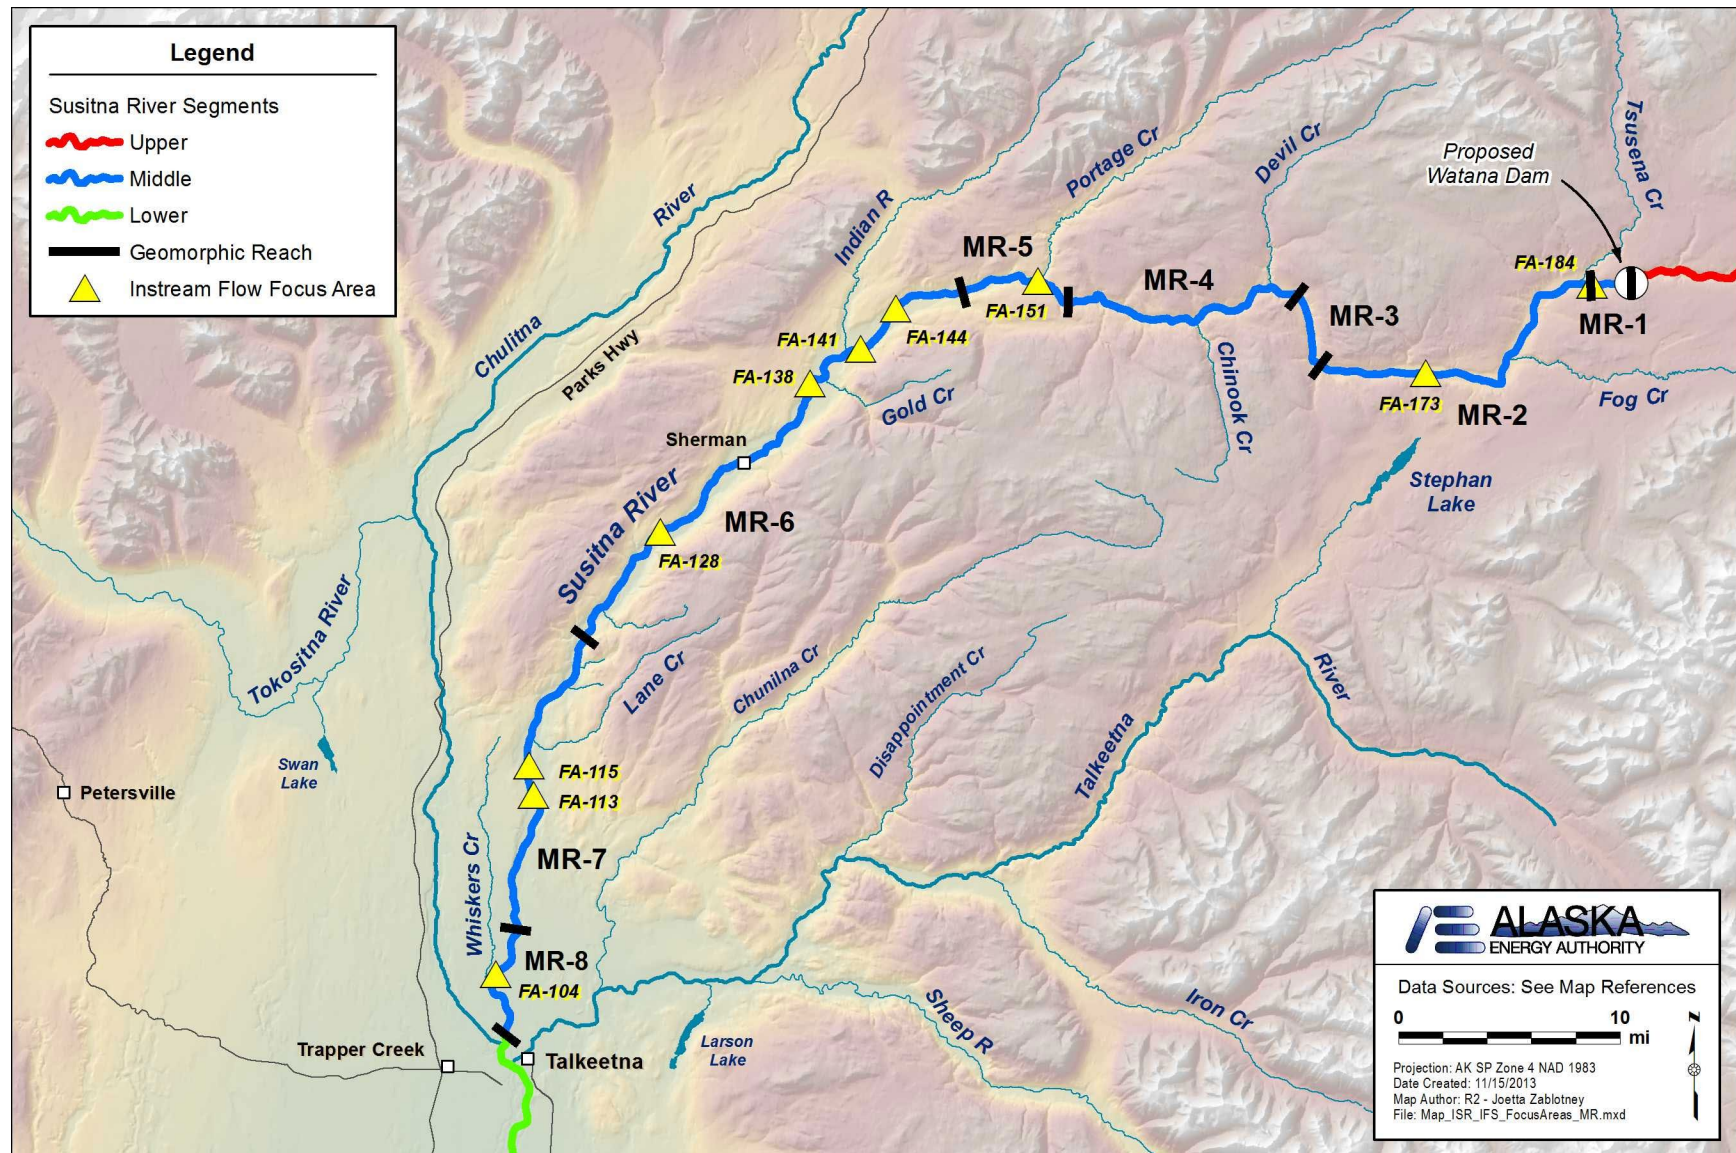 Legend
Susitna River Segments
Upper
Middle
Lower
Geomorphic Reach
Instream Flow Focus Area
Tsusena Cr
Proposed
Watana Dam
Devil Cr
Portage Cr
Indian R
River
Chulitna
Parks Hwy
MR-5
MR-4
MR-3
FA-184
MR-1
FA-151
FA-144
FA-141
FA-138
Gold Cr
Chinook Cr
FA-173
MR-2
Fog Cr
Sherman
Stephan
Lake
Susitna River
MR-6
FA-128
Tokositna River
Lane Cr
Chunilna Cr
Disappointment Cr
River
Talkeetna
Swan
Lake
Petersville
FA-115
FA-113
Whiskers Cr
MR-7
MR-8
FA-104
Sheep R
Iron Cr
Larson
Lake
Trapper Creek
Talkeetna
ALASKA
ENERGY AUTHORITY
Data Sources: See Map References
0 10
mi
N
Projection: AK SP Zone 4 NAD 1983
Date Created: 11/15/2013
Map Author: R2 - Joetta Zablotney
File: Map_ISR_IFS_FocusAreas_MR.mxd